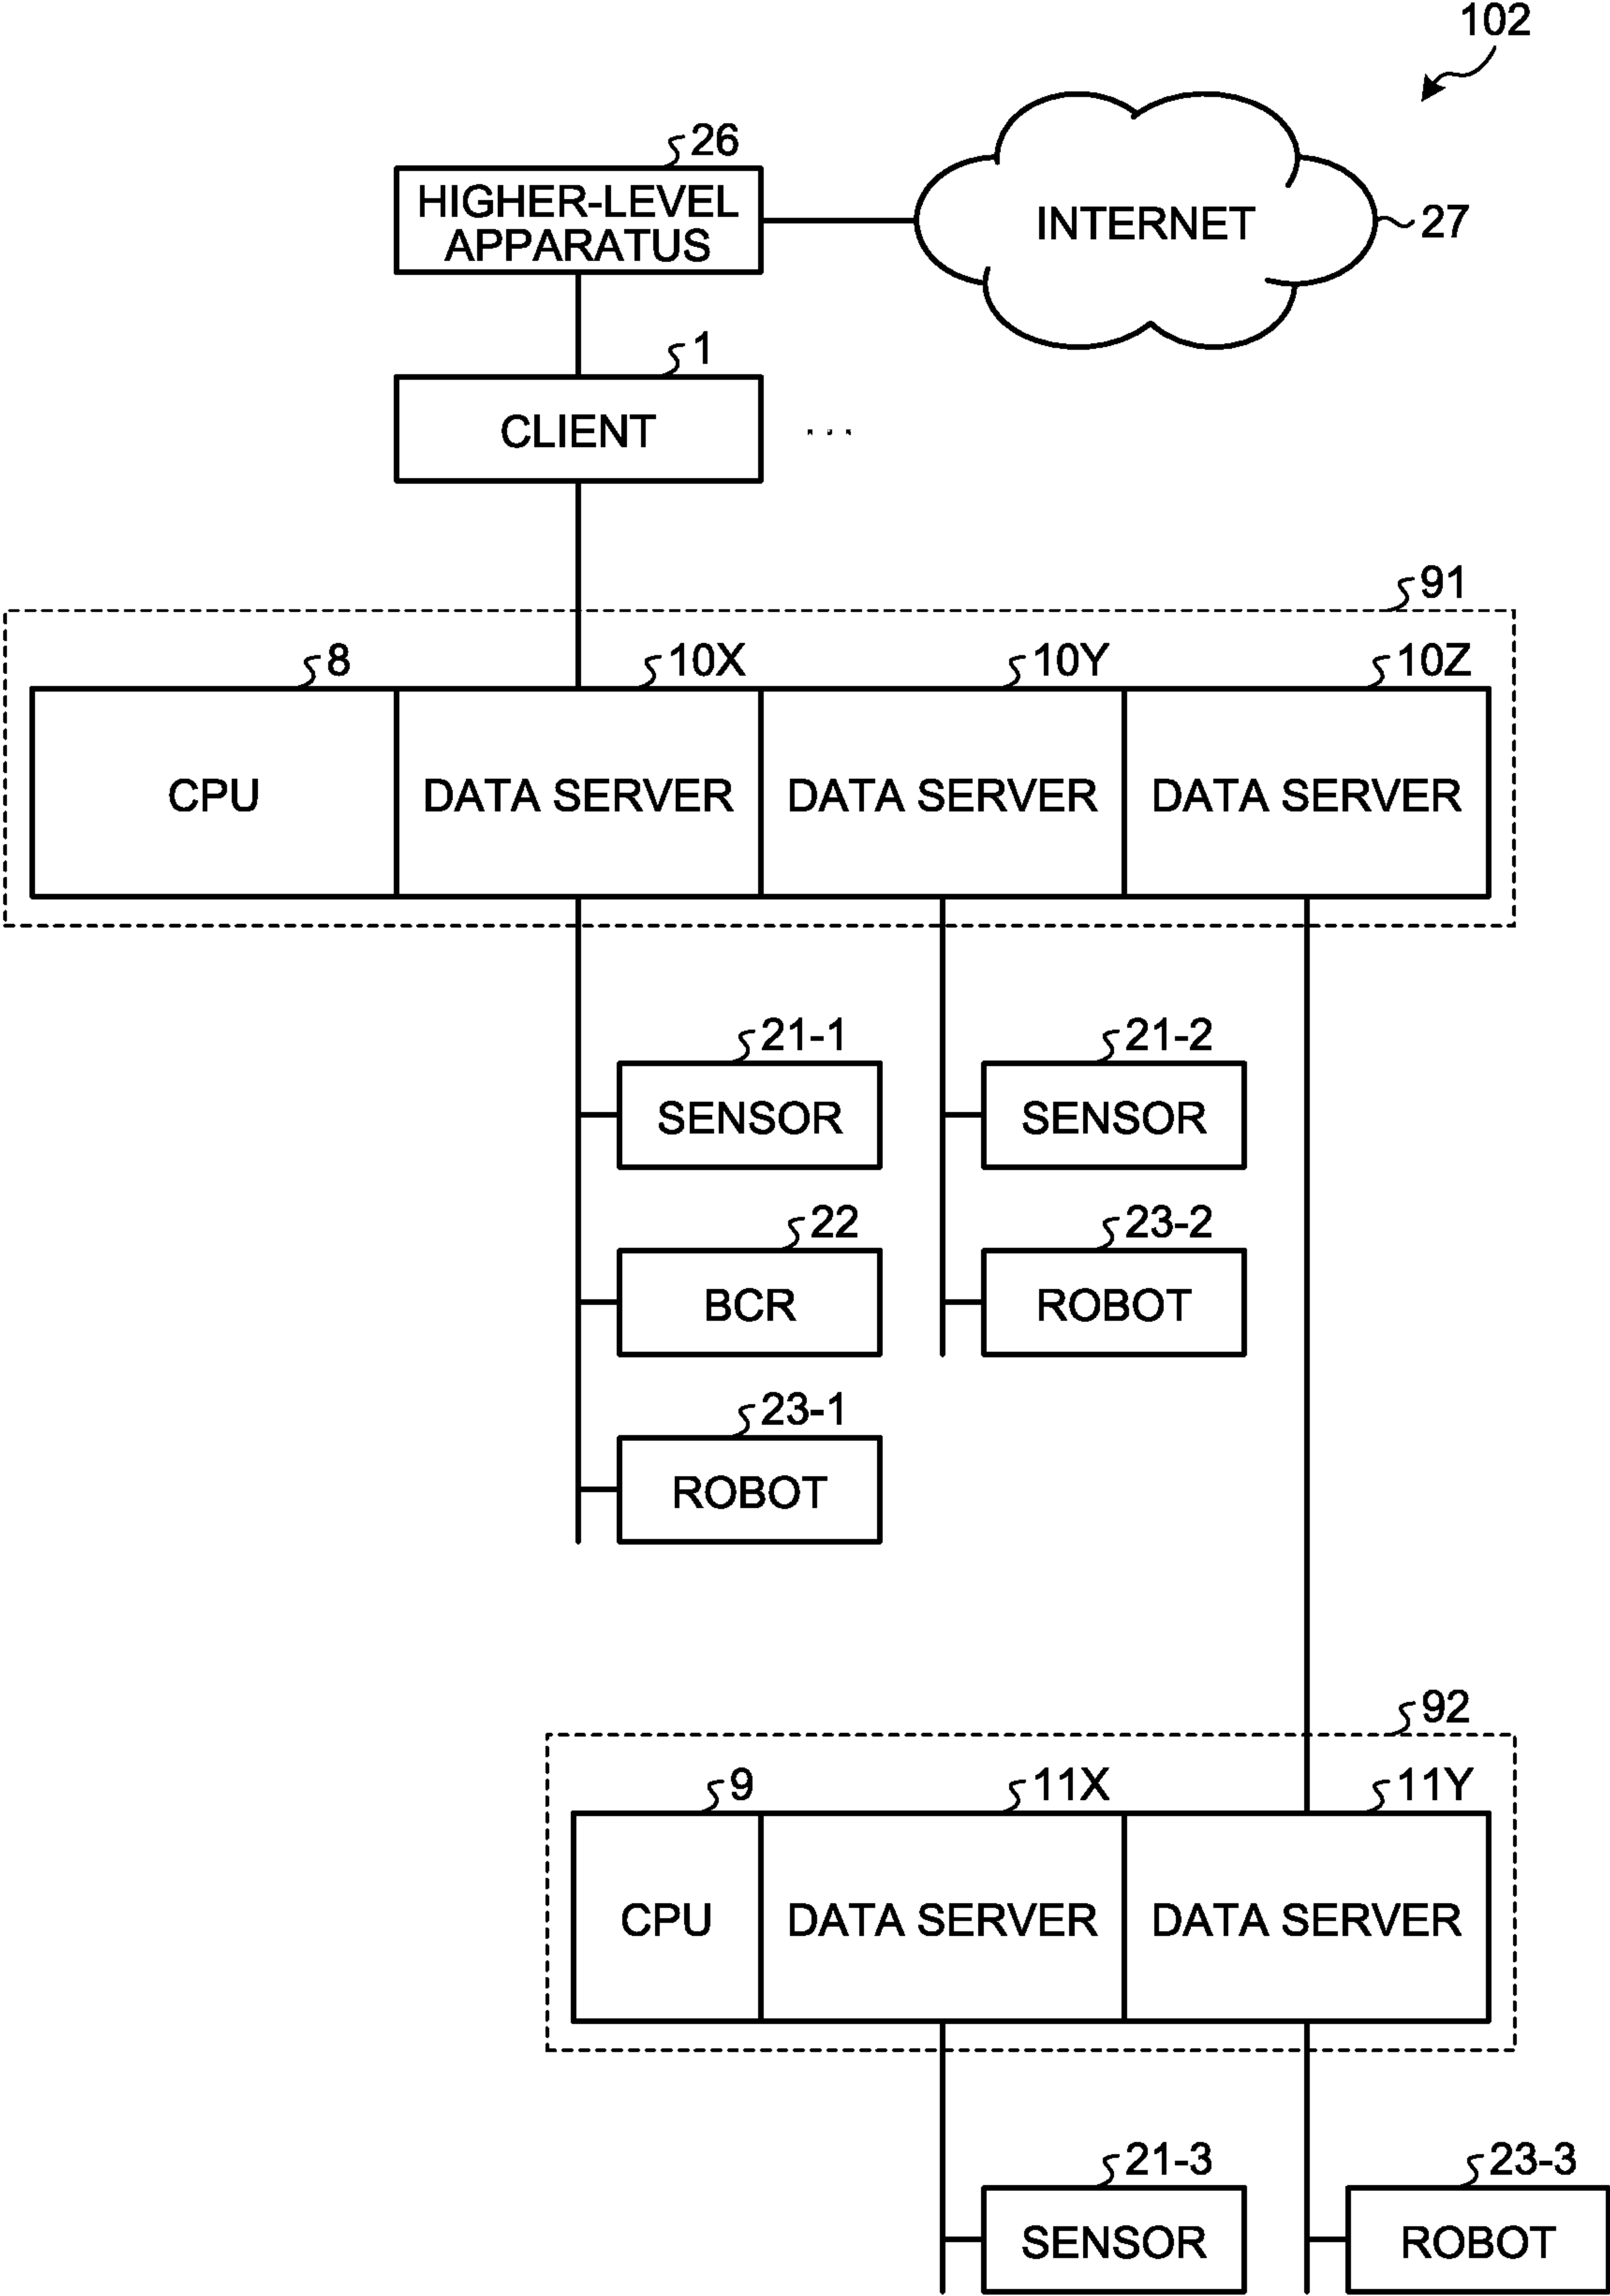 102
26
HIGHER-LEVEL
APPARATUS
INTERNET
27
1
CLIENT
...
91
8
10X
10Y
10Z
CPU
DATA SERVER
DATA SERVER
DATA SERVER
21-1
21-2
SENSOR
SENSOR
22
23-2
BCR
ROBOT
23-1
ROBOT
92
9
11X
11Y
CPU
DATA SERVER
DATA SERVER
21-3
23-3
SENSOR
ROBOT